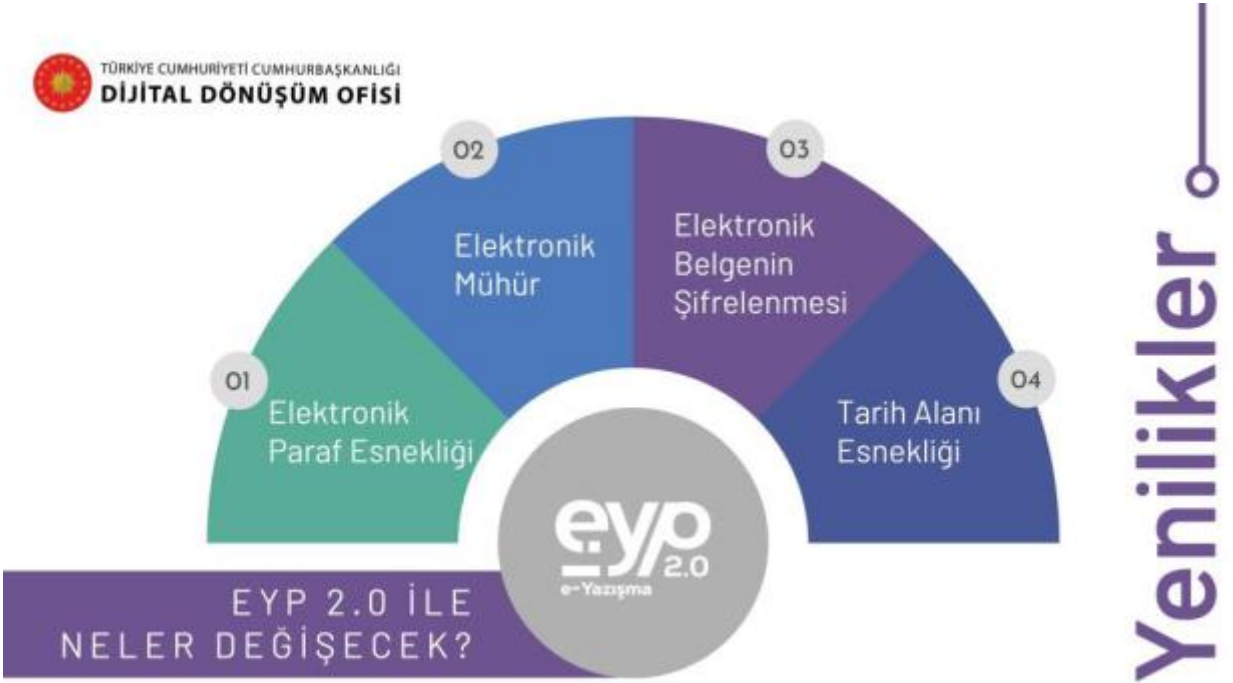 TÜRKİYE CUMHURİYETİ CUMHURBAŞKANLIĞI
DİJİTAL DÖNÜŞÜM OFİSİ
01
Elektronik
Paraf Esnekliği
02
Elektronik
Mühür
03
Elektronik
Belgenin
Şifrelenmesi
04
Tarih Alanı
Esnekliği
eyp
2.0
e-Yazışma
EYP 2.0 İLE
NELER DEĞİŞECEK?
Yenilikler